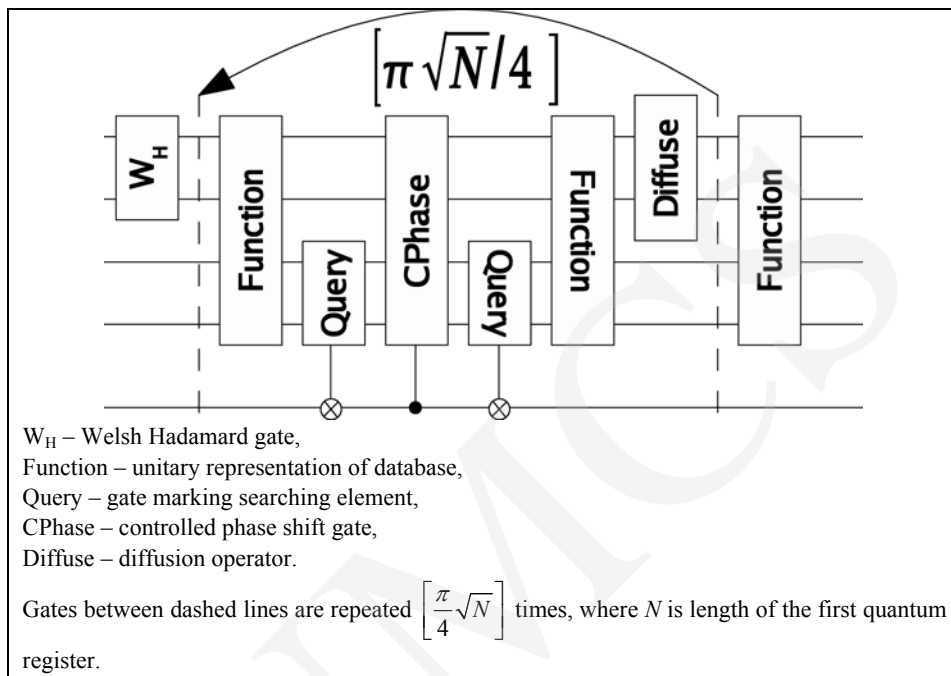 [π √N/4 ]
W_H
Function
Query
CPhase
Query
Function
Diffuse
Function
W_H – Welsh Hadamard gate,
Function – unitary representation of database,
Query – gate marking searching element,
CPhase – controlled phase shift gate,
Diffuse – diffusion operator.
Gates between dashed lines are repeated [π/4 √N] times, where N is length of the first quantum
register.